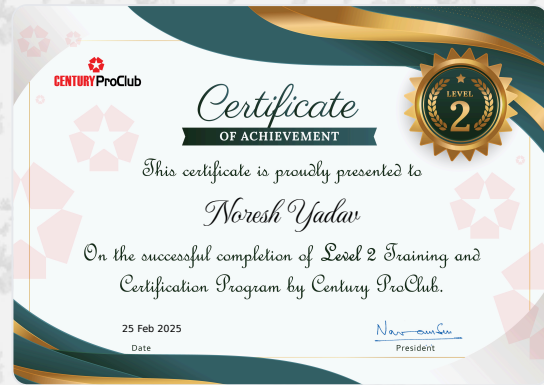 CENTURY ProClub
LEVEL
2
Certificate
OF ACHIEVEMENT
This certificate is proudly presented to
Noresh Yadav
On the successful completion of Level 2 Training and
Certification Program by Century ProClub.
25 Feb 2025
Date
President